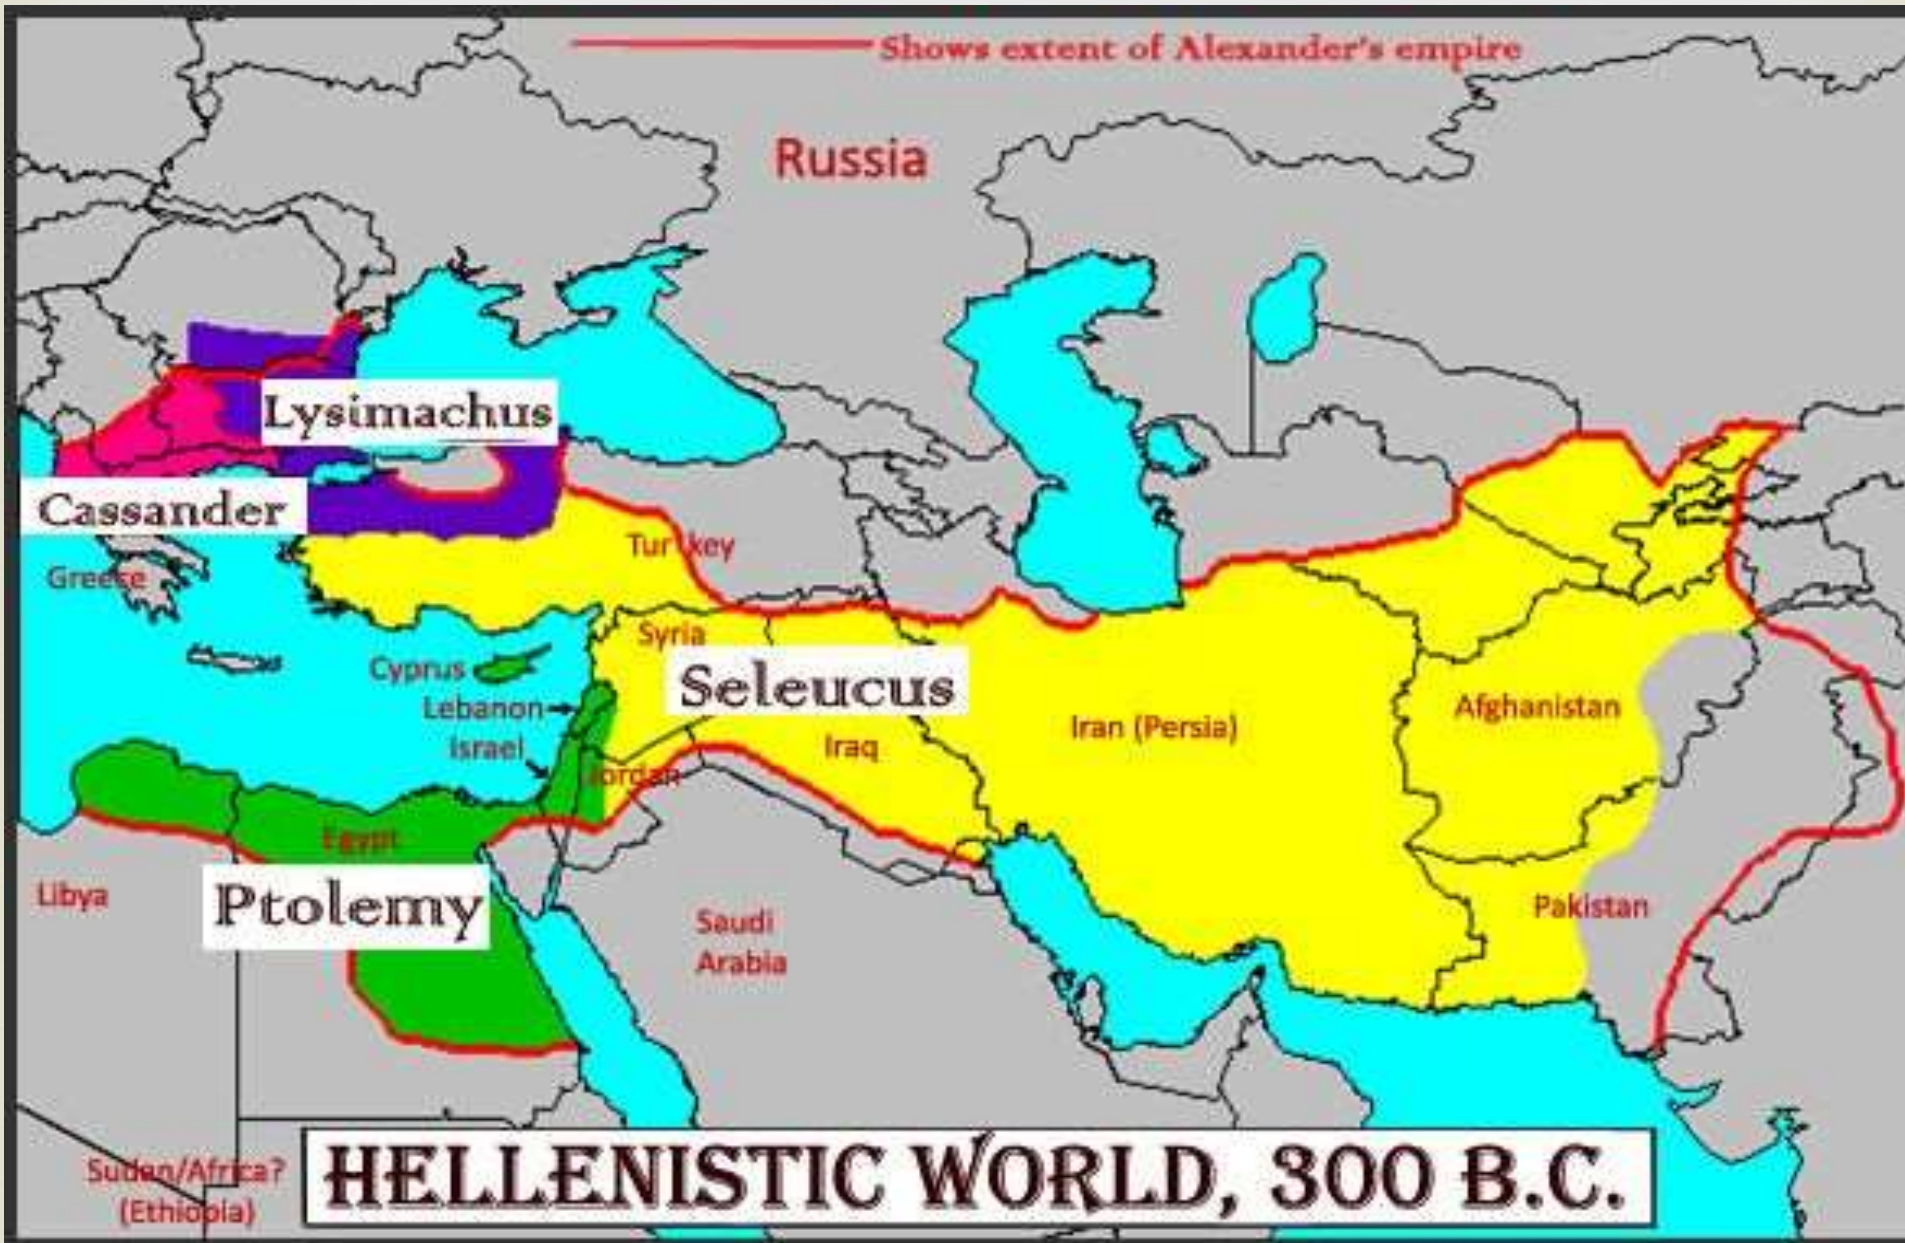 Shows extent of Alexander's empire
Russia
Lysimachus
Cassander
Greece
Turkey
Syria
Cyprus
Seleucus
Lebanon
Israel
Jordan
Iraq
Iran (Persia)
Afghanistan
Egypt
Libya
Ptolemy
Saudi
Arabia
Pakistan
Sudan/Africa?
(Ethiopia)
HELLENISTIC WORLD, 300 B.C.